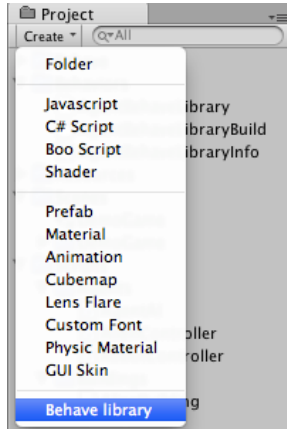 Project
Create
All
Folder
Javascript
ibrary
C# Script
ibraryBuild
Boo Script
ibraryInfo
Shader
Prefab
Material
Animation
Cubemap
Lens Flare
Custom Font
oller
Physic Material
roller
GUI Skin
Behave library
ng